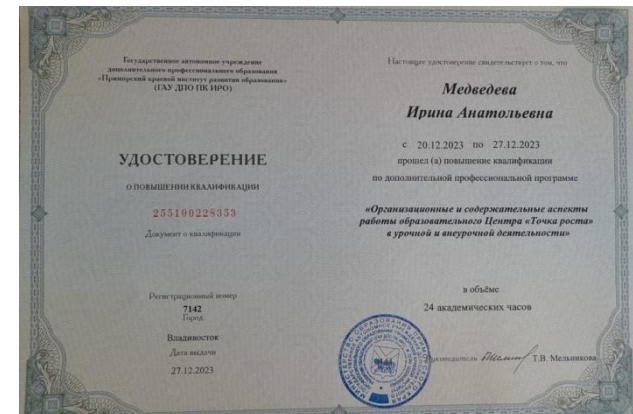 Государственное автономное учреждение
дополнительного профессионального образования
«Приморский краевой институт развития образования»
(ГАУ ДПО ПК ИРО)
УДОСТОВЕРЕНИЕ
О ПОВЫШЕНИИ КВАЛИФИКАЦИИ
255100228353
Документ о квалификации
Регистрационный номер
7142
Город
Владивосток
Дата выдачи
27.12.2023
Настоящее удостоверение свидетельствует о том, что
Медведева
Ирина Анатольевна
с 20.12.2023 по 27.12.2023
прошел (а) повышение квалификации
по дополнительной профессиональной программе
«Организационные и содержательные аспекты
работы образовательного Центра «Точка роста»
в урочной и внеурочной деятельности»
в объёме
24 академических часов
Руководитель Т.В. Мельникова